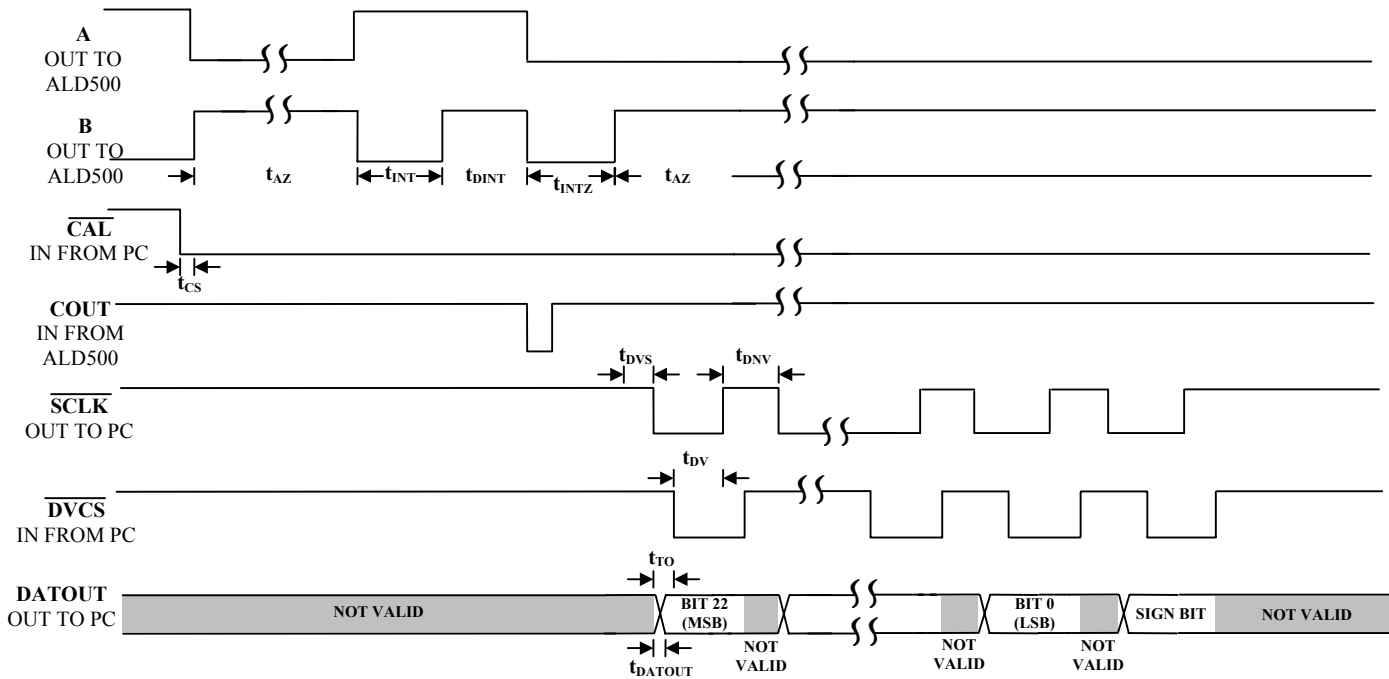 A
OUT TO
ALD500
B
OUT TO
ALD500
tAZ
tINT
tDINT
tINTZ
tAZ
CAL
IN FROM PC
tCS
COUT
IN FROM
ALD500
tDVS
tDNV
SCLK
OUT TO PC
tDV
DVCS
IN FROM PC
tTO
DATOUT
OUT TO PC
NOT VALID
BIT 22
(MSB)
NOT
VALID
NOT
VALID
BIT 0
(LSB)
NOT
VALID
SIGN BIT
NOT VALID
tDATOUT